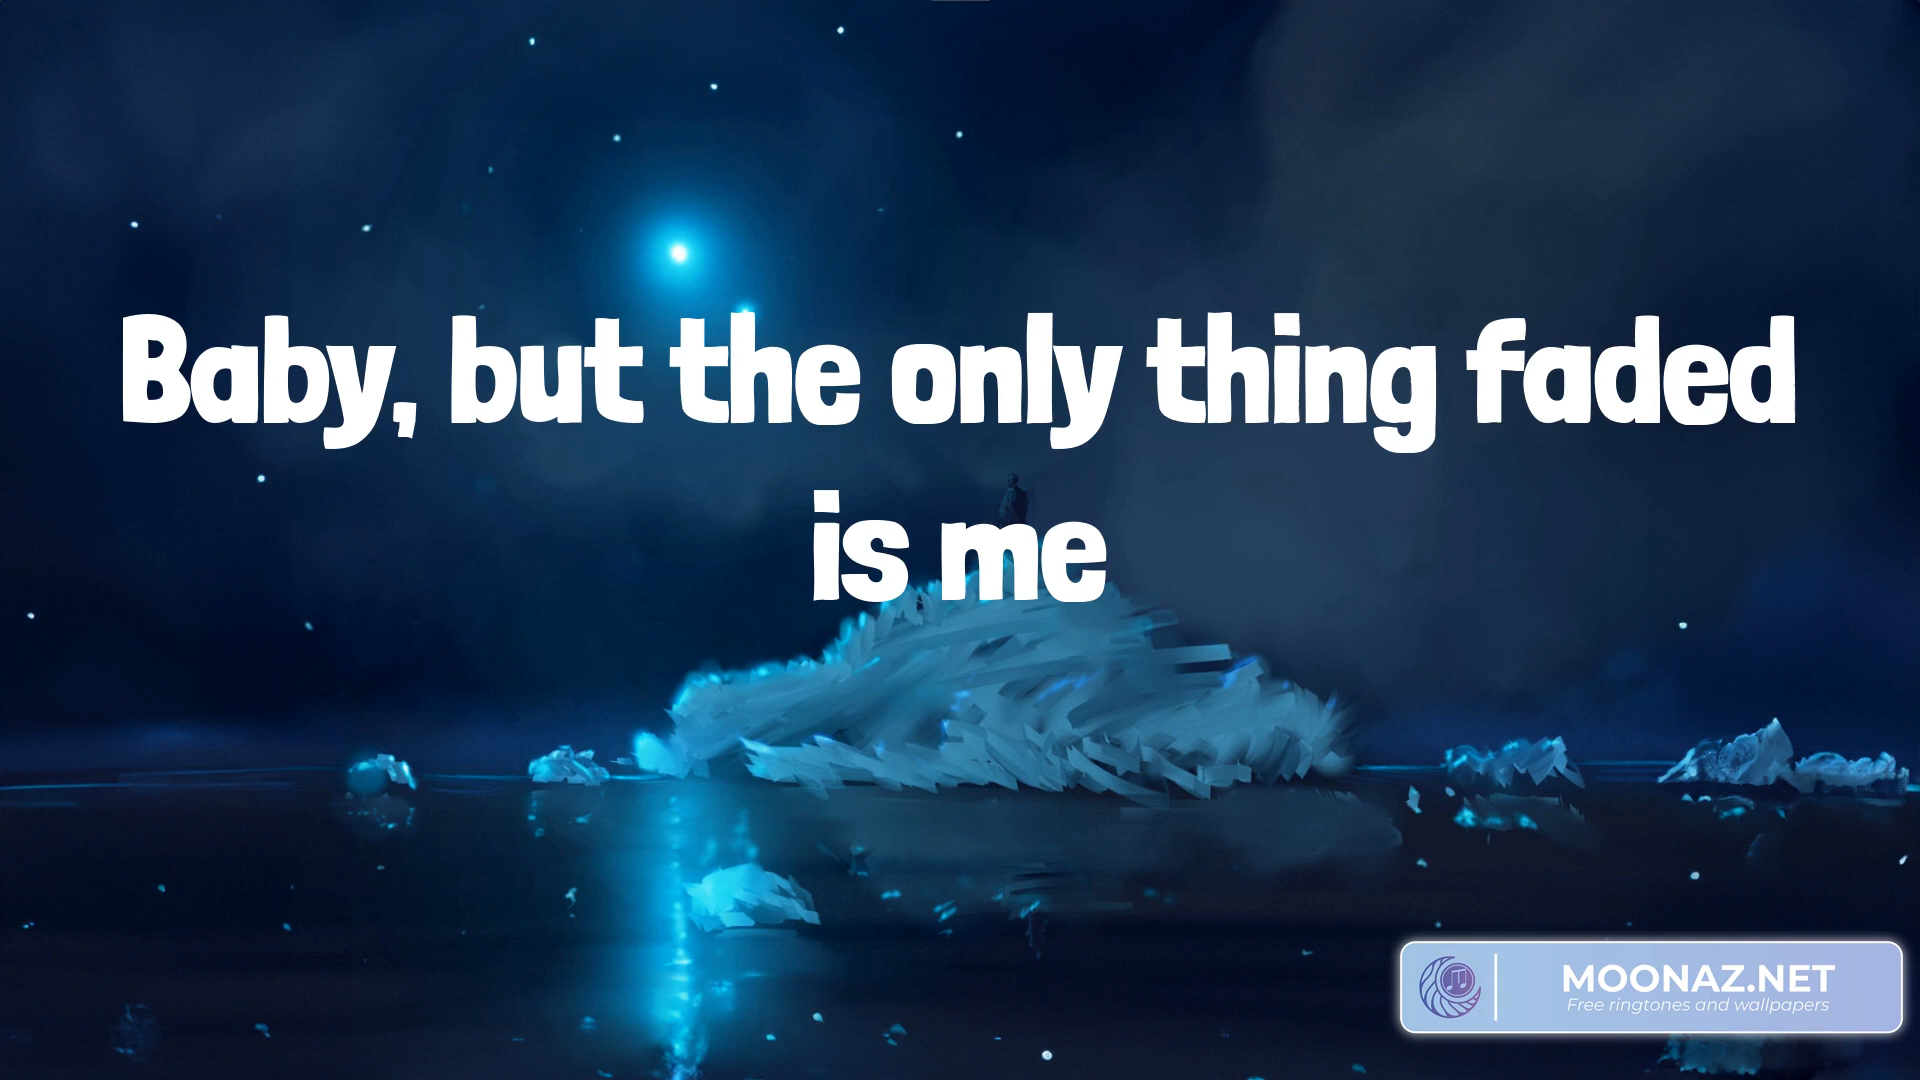 Baby, but the only thing faded
is me
MOONAZ.NET
Free ringtones and wallpapers